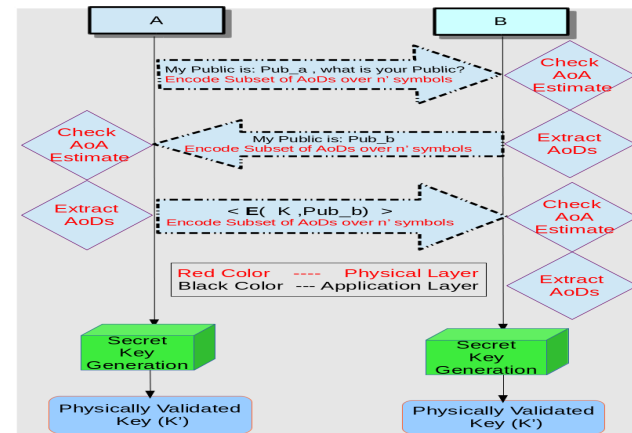 A
B
My Public is: Pub_a , what is your Public?
Encode Subset of AoDs over n' symbols
Check
AoA
Estimate
Check
AoA
Estimate
My Public is: Pub_b
Encode Subset of AoDs over n' symbols
Extract
AoDs
Extract
AoDs
< E( K ,Pub_b) >
Encode Subset of AoDs over n' symbols
Check
AoA
Estimate
Red Color ---- Physical Layer
Black Color --- Application Layer
Extract
AoDs
Secret
Key
Generation
Secret
Key
Generation
Physically Validated
Key (K')
Physically Validated
Key (K')